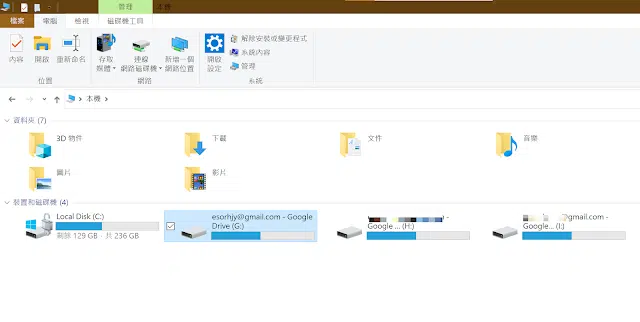 管理 本機
檔案 電腦 檢視 磁碟機工具
內容 開啟 重新命名 存取媒體 連線網路磁碟機 新增一個網路位置 開啟設定 解除安裝或變更程式
系統內容
管理
位置 網路 系統
本機
資料夾 (7)
3D 物件 下載 文件 音樂
圖片 影片
裝置和磁碟機 (4)
Local Disk (C:)
剩餘 129 GB，共 236 GB
esorhjy@gmail.com - Google
Drive (G:)
-
Google ... (H:)
@gmail.com -
Google... (I:)